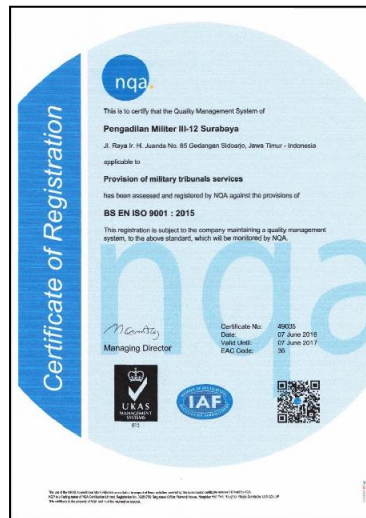 Certificate of Registration
nqa.
This is to certify that the Quality Management System of
Pengadilan Militer III-12 Surabaya
Jl. Raya Ir. H. Juanda No. 85 Gedangan Sidoarjo, Jawa Timur - Indonesia
applicable to
Provision of military tribunals services
has been assessed and registered by NQA against the provisions of
BS EN ISO 9001 : 2015
This registration is subject to the company maintaining a quality management
system, to the above standard, which will be monitored by NQA.
nqa
Managing Director
Certificate No: 49035
Date: 07 June 2016
Valid Until: 07 June 2017
EAC Code: 36
UKAS
MANAGEMENT
SYSTEMS
015
IAF